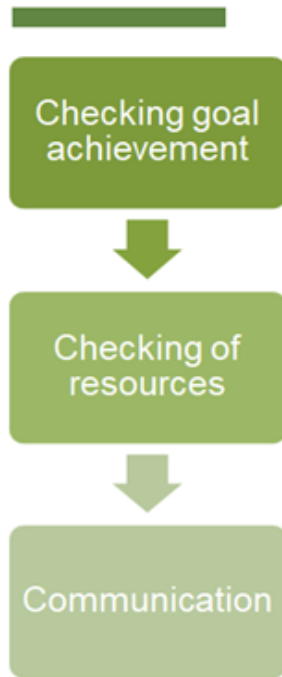 Checking goal
achievement
Checking of
resources
Communication